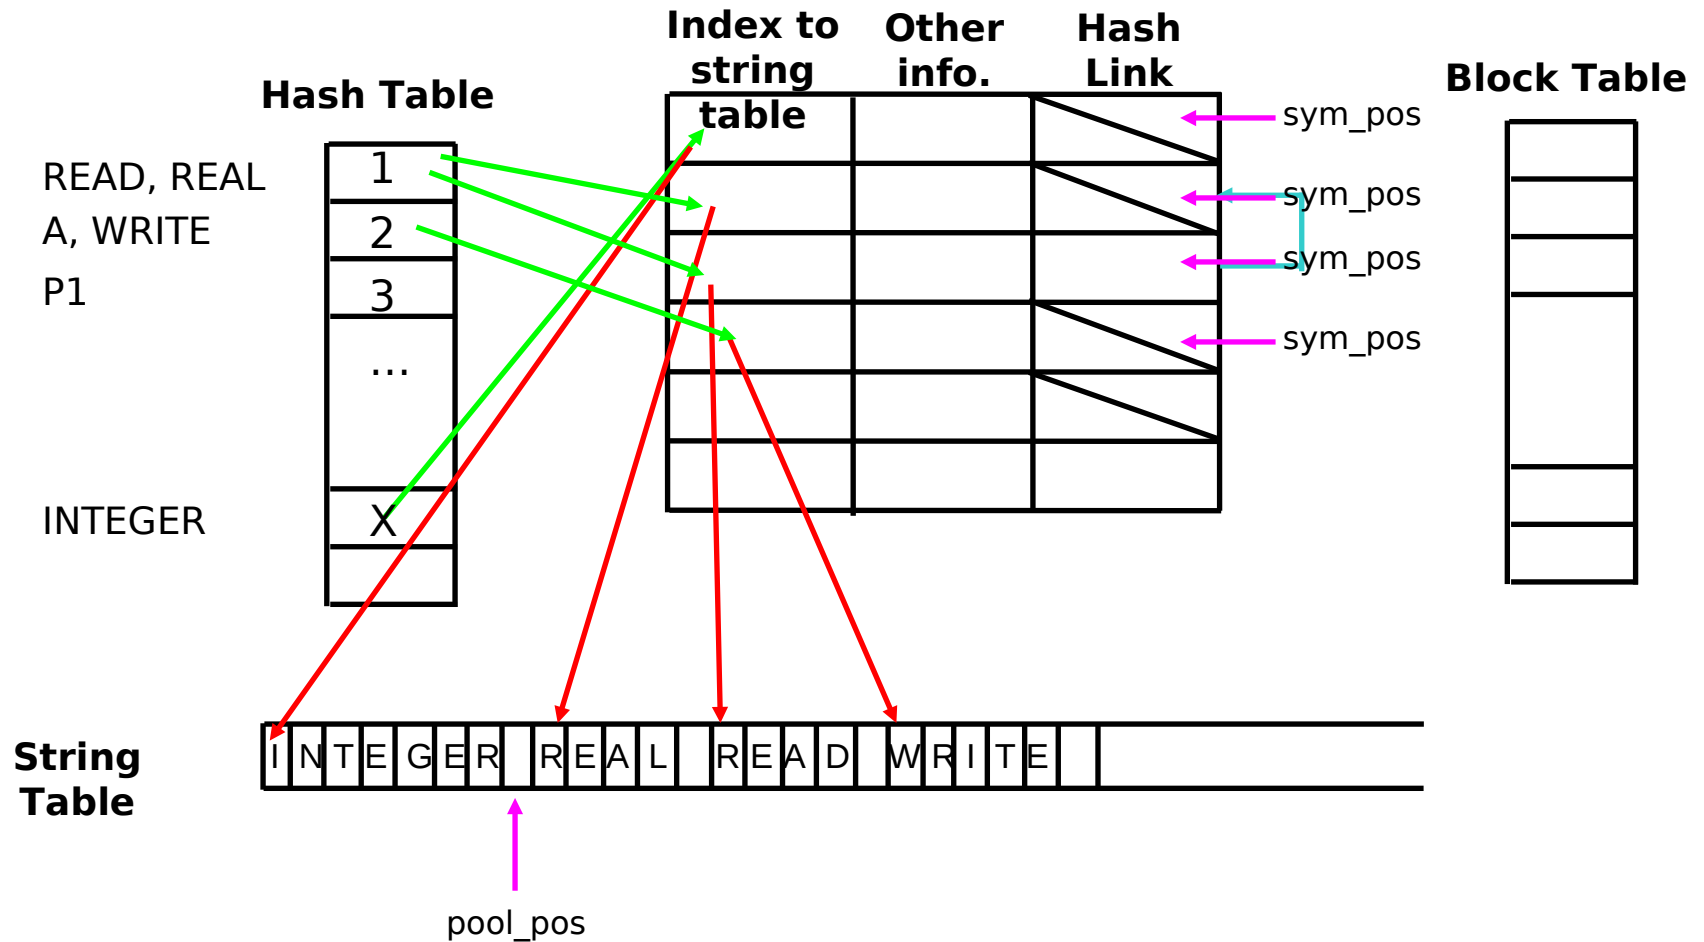 Index to
string
table
Other
info.
Hash
Link
Hash Table
Block Table
sym_pos
sym_pos
sym_pos
sym_pos
READ, REAL
A, WRITE
P1
INTEGER
1
2
3
...
X
String
Table
I N T E G E R R E A L R E A D W R I T E
pool_pos